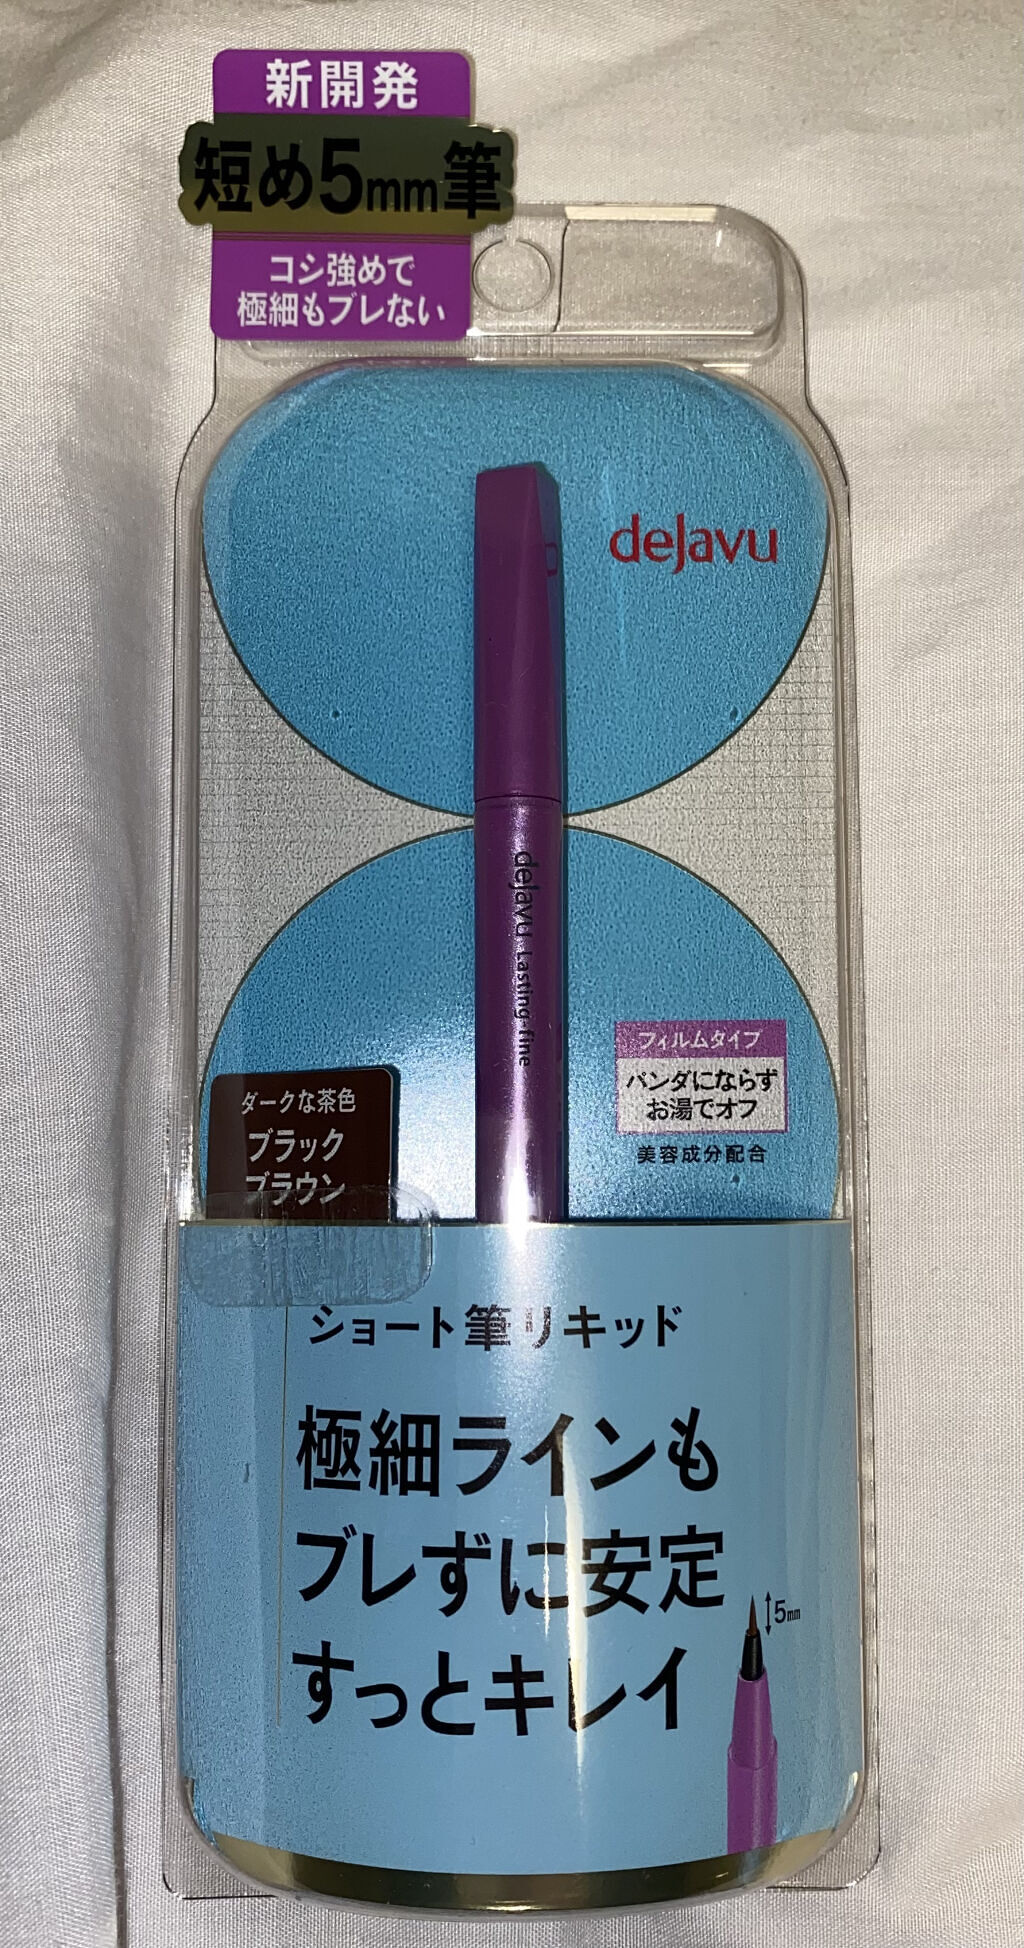 新開発
短め5mm筆
コシ強めで
極細もブレない
dejavu
dejavu Lasting-fine
フィルムタイプ
パンダにならず
お湯でオフ
美容成分配合
ダークな茶色
ブラック
ブラウン
ショート筆リキッド
極細ラインも
ブレずに安定
すっとキレイ
5mm